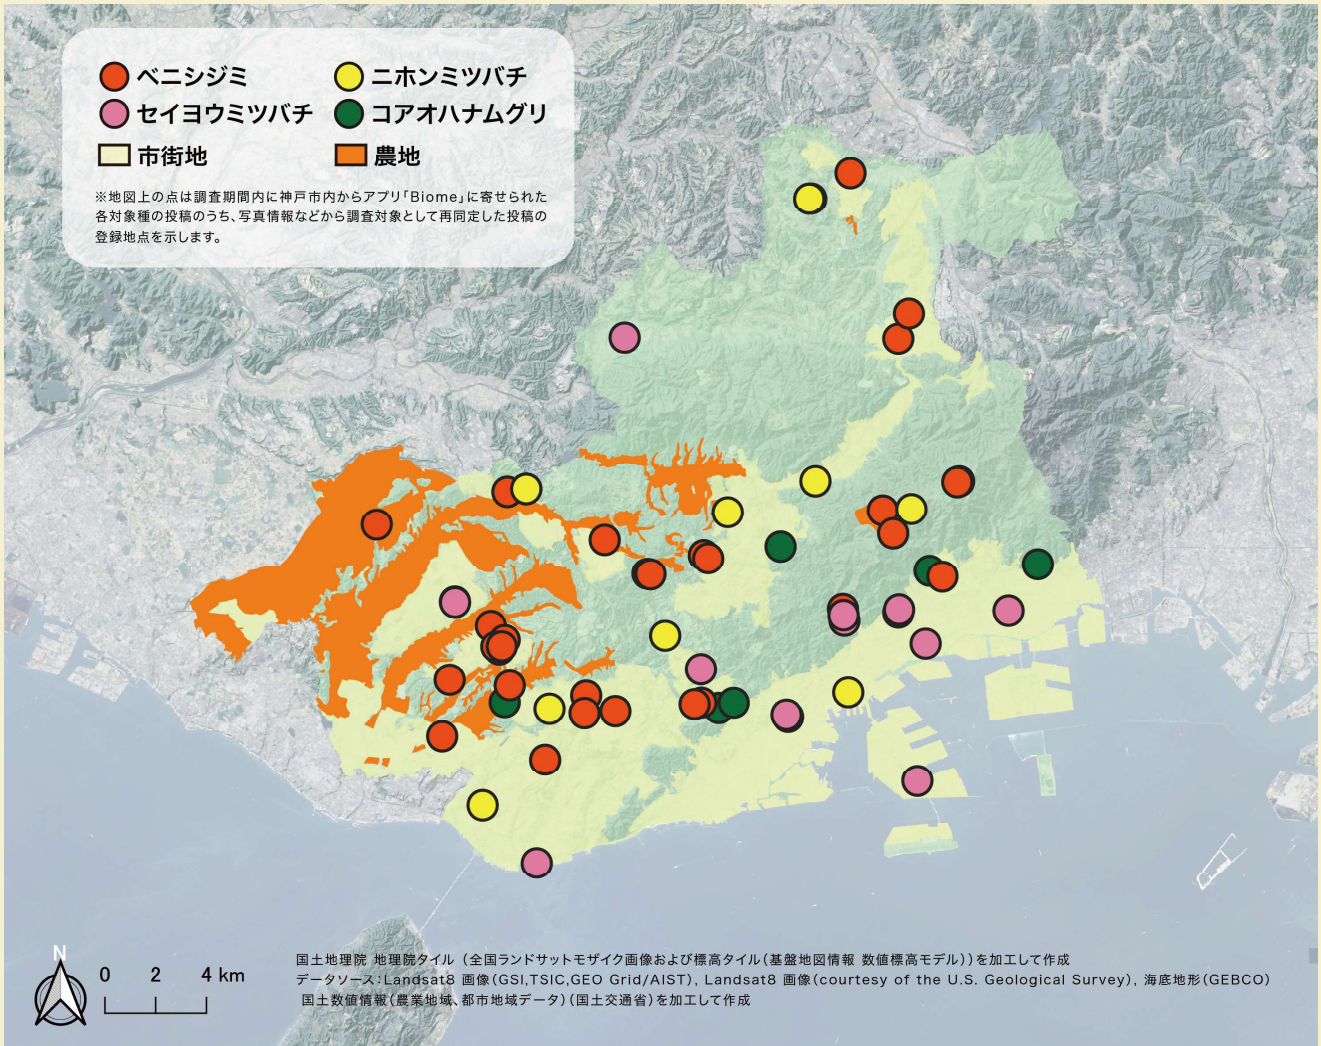 ベニシジミ ニホンミツバチ
セイヨウミツバチ コアオハナムグリ
市街地 農地
※地図上の点は調査期間内に神戸市内からアプリ「Biome」に寄せられた
各対象種の投稿のうち、写真情報などから調査対象として再同定した投稿の
登録地点を示します。
N
0 2 4 km
国土地理院 地理院タイル （全国ランドサットモザイク画像および標高タイル（基盤地図情報 数値標高モデル））を加工して作成
データソース：Landsat8 画像（GSI,TSIC,GEO Grid/AIST）, Landsat8 画像（courtesy of the U.S. Geological Survey）, 海底地形（GEBCO）
国土数値情報（農業地域、都市地域データ）（国土交通省）を加工して作成